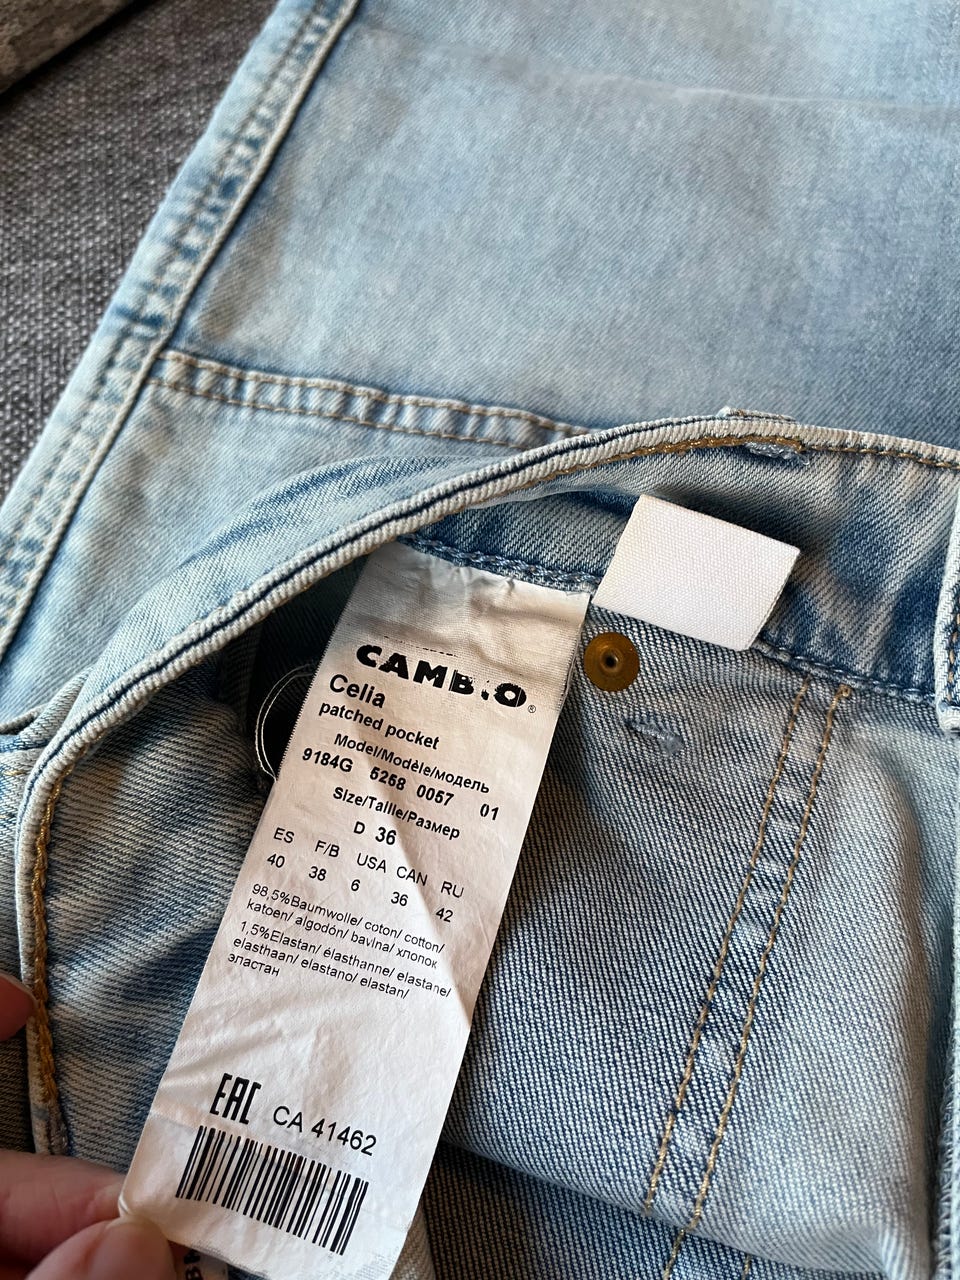 CAMBIO®
Celia
patched pocket
Model/Modèle/модель
9184G 5258 0057 01
Size/Taille/Размер
D 36
ES F/B USA CAN RU
40 38 6 36 42
98,5%Baumwolle/ coton/ cotton/
katoen/ algodón/ bavlna/ хлопок
1,5%Elastan/ élasthanne/ elastane/
elasthaan/ elastano/ elastan/
эластан
EAC CA 41462